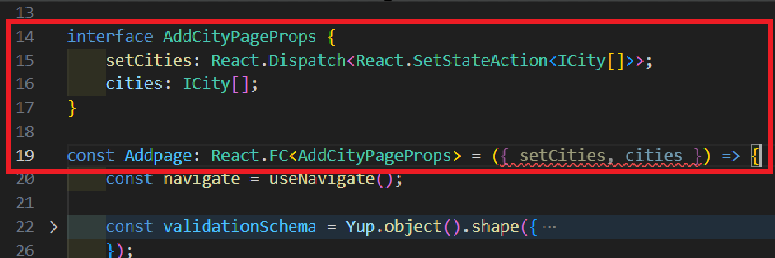 13
14 interface AddCityPageProps {
15     setCities: React.Dispatch<React.SetStateAction<ICity[]>>;
16     cities: ICity[];
17 }
18
19 const Addpage: React.FC<AddCityPageProps> = ({ setCities, cities }) => {
20     const navigate = useNavigate();
21
22 >     const validationSchema = Yup.object().shape({ ⋯
26     });